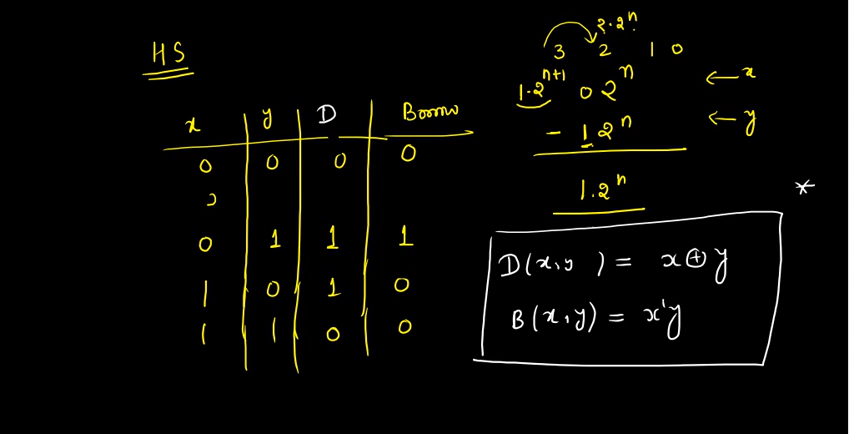 HS
x y D Borrow
0 0 0 0
0 1 1 1
1 0 1 0
1 1 0 0
2·2ⁿ
3 2 1 0
1·2ⁿ⁺¹ 0 2ⁿ ← x
- 1 2ⁿ ← y
1.2ⁿ
*
D(x,y ) = x⊕y
B(x,y) = x'y